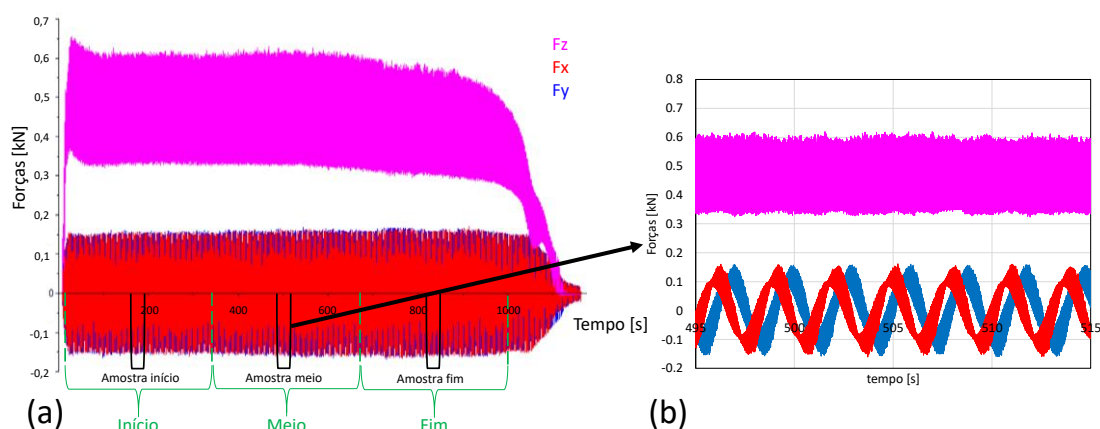 0,7
0,6
0,5
0,4
0,3
0,2
0,1
0
-0,1
-0,2
Forças [kN]
Fz
Fx
Fy
200
400
600
800
1000
Tempo [s]
Amostra início
Amostra meio
Amostra fim
(a)
Início
Meio
Fim
0.8
0.7
0.6
0.5
0.4
0.3
0.2
0.1
0
-0.1
-0.2
Forças [kN]
495
500
505
510
515
tempo [s]
(b)